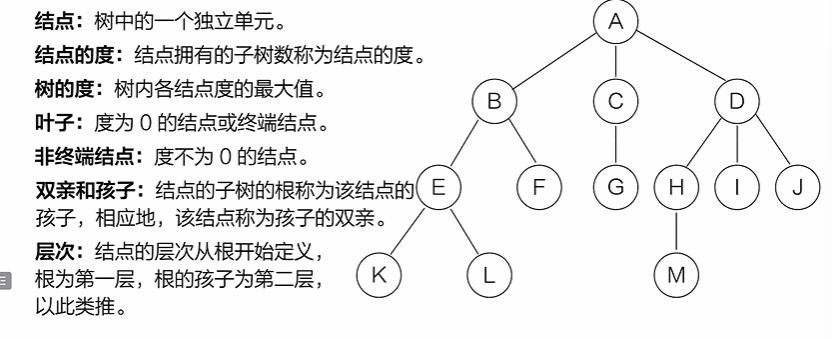 结点：树中的一个独立单元。
结点的度：结点拥有的子树数称为结点的度。
树的度：树内各结点度的最大值。
叶子：度为 0 的结点或终端结点。
非终端结点：度不为 0 的结点。
双亲和孩子：结点的子树的根称为该结点的
孩子，相应地，该结点称为孩子的双亲。
层次：结点的层次从根开始定义，
根为第一层，根的孩子为第二层，
以此类推。
A
B C D
E F G H I J
K L M